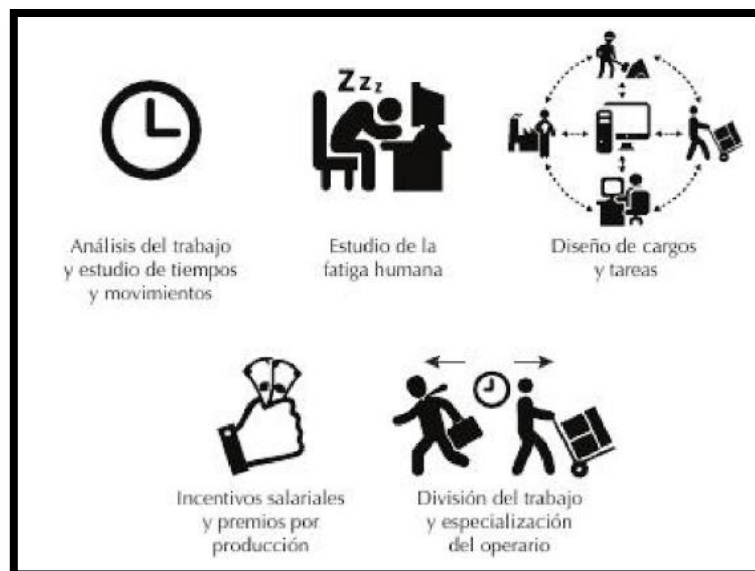 Zzz
Análisis del trabajo
y estudio de tiempos
y movimientos
Estudio de la
fatiga humana
Diseño de cargos
y tareas
Incentivos salariales
y premios por
producción
División del trabajo
y especialización
del operario